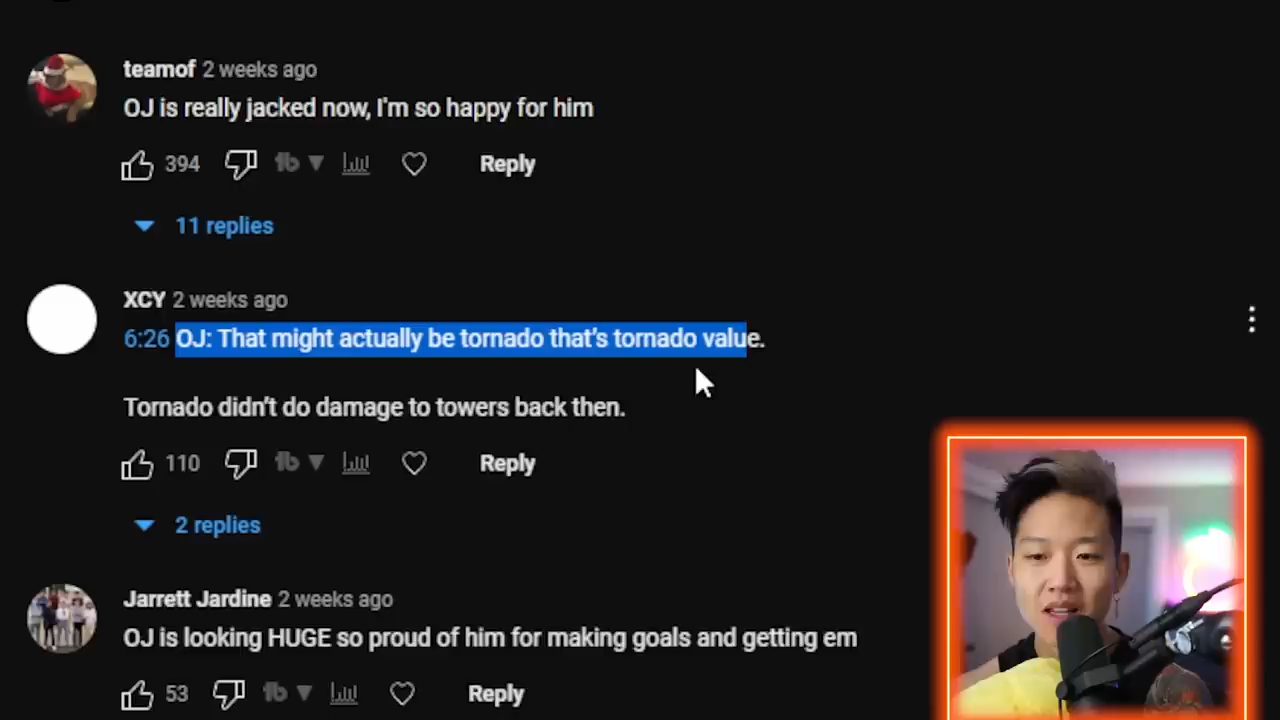 teamof 2 weeks ago
OJ is really jacked now, I'm so happy for him
394 Reply
11 replies
XCY 2 weeks ago
6:26 OJ: That might actually be tornado that's tornado value.
Tornado didn't do damage to towers back then.
110 Reply
2 replies
Jarrett Jardine 2 weeks ago
OJ is looking HUGE so proud of him for making goals and getting em
53 Reply